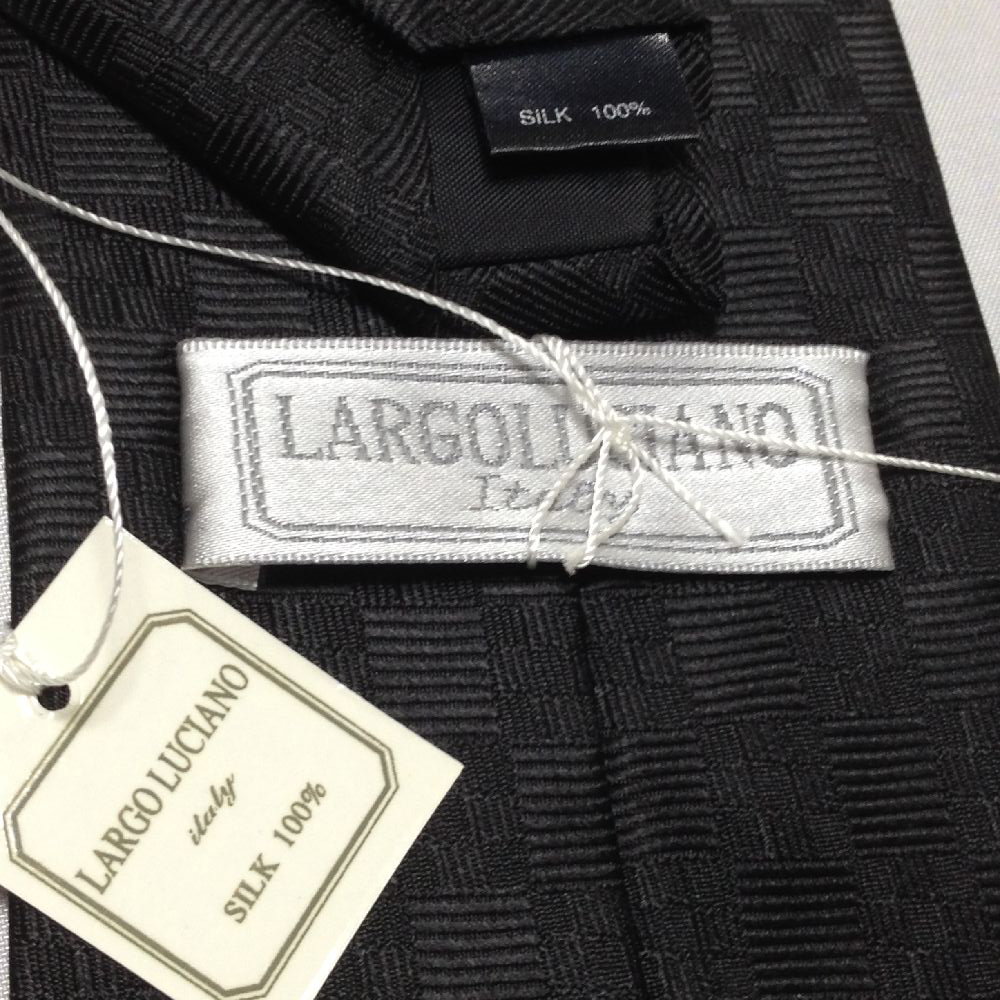 SILK 100%
LARGOLUCIANO
Italy
LARGO LUCIANO
italy
SILK 100%